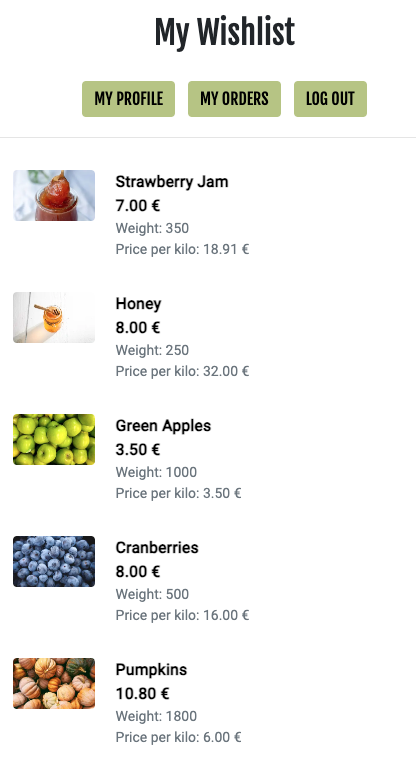 My Wishlist
MY PROFILE MY ORDERS LOG OUT
Strawberry Jam
7.00 €
Weight: 350
Price per kilo: 18.91 €
Honey
8.00 €
Weight: 250
Price per kilo: 32.00 €
Green Apples
3.50 €
Weight: 1000
Price per kilo: 3.50 €
Cranberries
8.00 €
Weight: 500
Price per kilo: 16.00 €
Pumpkins
10.80 €
Weight: 1800
Price per kilo: 6.00 €